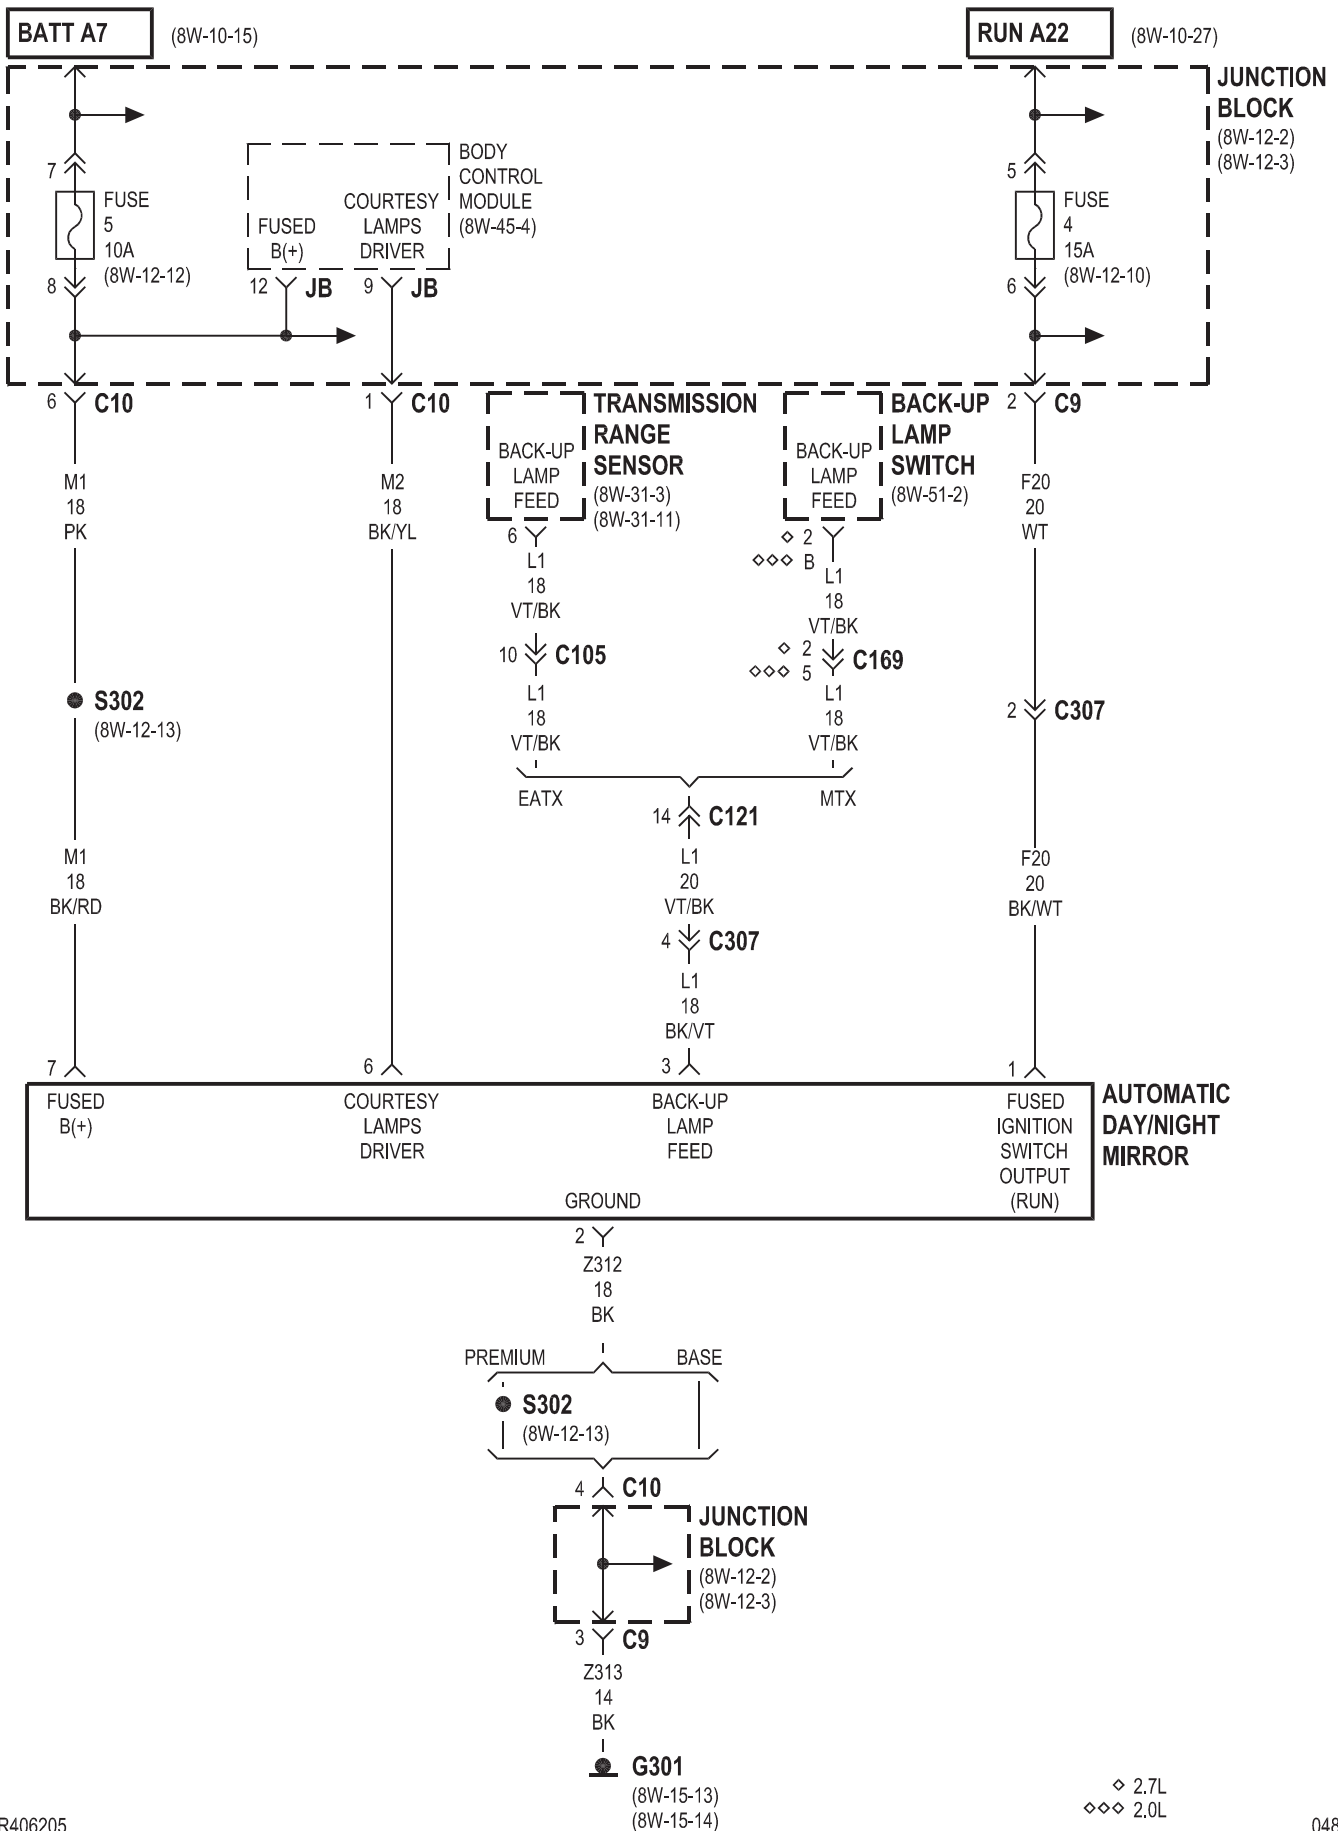 BATT A7
(8W-10-15)
RUN A22
(8W-10-27)
JUNCTION
BLOCK
(8W-12-2)
(8W-12-3)
7
FUSE
5
10A
(8W-12-12)
8
BODY
CONTROL
MODULE
(8W-45-4)
FUSED
B(+)
COURTESY
LAMPS
DRIVER
12
JB
9
JB
5
FUSE
4
15A
(8W-12-10)
6
6
C10
1
C10
2
C9
TRANSMISSION
RANGE
SENSOR
(8W-31-3)
(8W-31-11)
BACK-UP
LAMP
FEED
BACK-UP
LAMP
SWITCH
(8W-51-2)
BACK-UP
LAMP
FEED
M1
18
PK
M2
18
BK/YL
F20
20
WT
6
L1
18
VT/BK
◇ 2
◇◇◇ B
L1
18
VT/BK
10
C105
◇ 2
◇◇◇ 5
C169
L1
18
VT/BK
L1
18
VT/BK
S302
(8W-12-13)
2
C307
EATX
MTX
14
C121
M1
18
BK/RD
L1
20
VT/BK
F20
20
BK/WT
4
C307
L1
18
BK/VT
7
6
3
1
FUSED
B(+)
COURTESY
LAMPS
DRIVER
BACK-UP
LAMP
FEED
FUSED
IGNITION
SWITCH
OUTPUT
(RUN)
AUTOMATIC
DAY/NIGHT
MIRROR
GROUND
2
Z312
18
BK
PREMIUM
BASE
S302
(8W-12-13)
4
C10
JUNCTION
BLOCK
(8W-12-2)
(8W-12-3)
3
C9
Z313
14
BK
G301
(8W-15-13)
(8W-15-14)
◇ 2.7L
◇◇◇ 2.0L
R406205
048